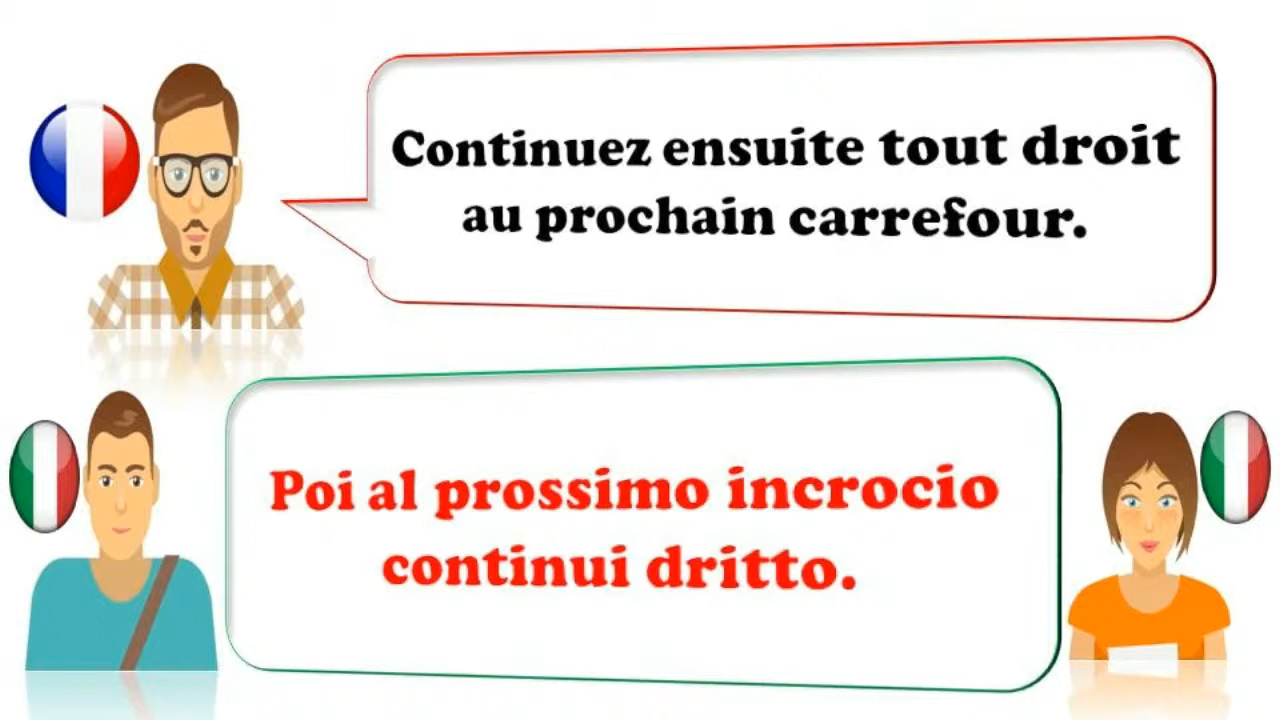 Continuez ensuite tout droit
au prochain carrefour.
Poi al prossimo incrocio
continui dritto.